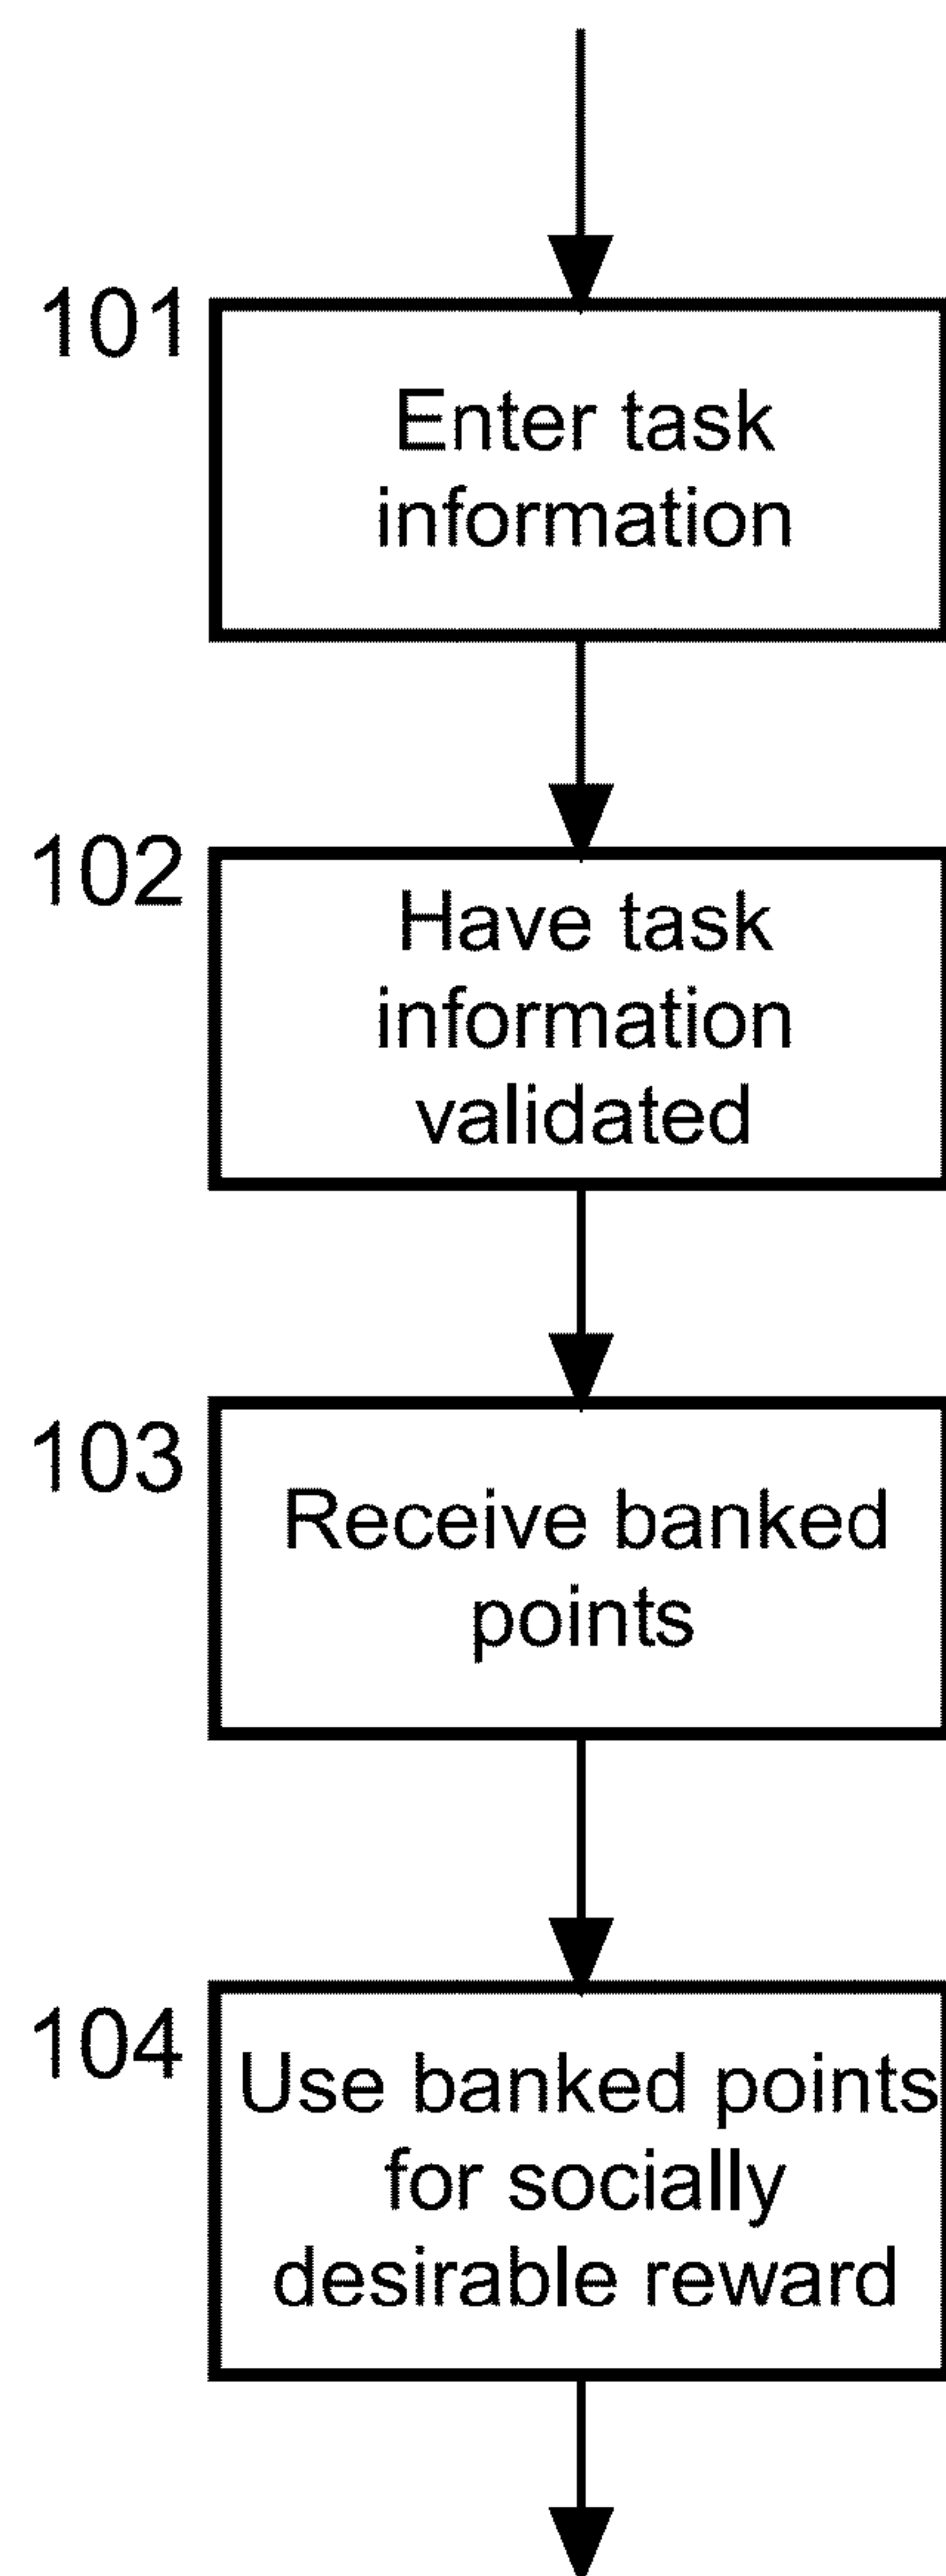 101
Enter task
information
102
Have task
information
validated
103
Receive banked
points
104
Use banked points
for socially
desirable reward